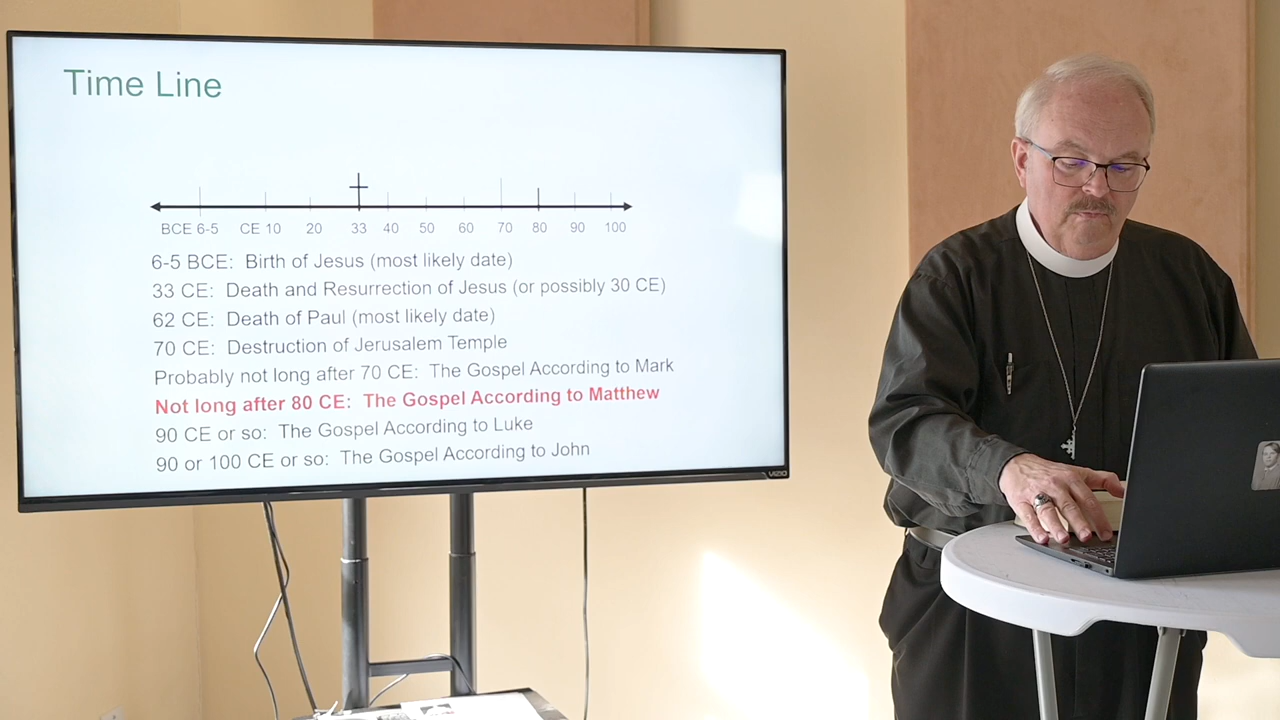 Time Line
BCE 6-5 CE 10 20 33 40 50 60 70 80 90 100
6-5 BCE: Birth of Jesus (most likely date)
33 CE: Death and Resurrection of Jesus (or possibly 30 CE)
62 CE: Death of Paul (most likely date)
70 CE: Destruction of Jerusalem Temple
Probably not long after 70 CE: The Gospel According to Mark
Not long after 80 CE: The Gospel According to Matthew
90 CE or so: The Gospel According to Luke
90 or 100 CE or so: The Gospel According to John
VIZIO